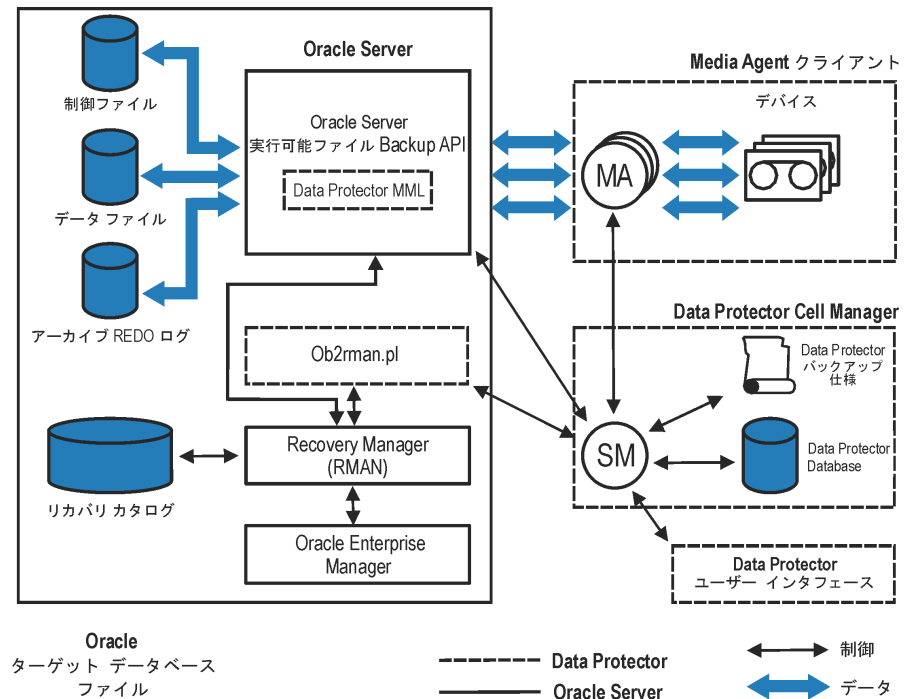 Oracle Server
制御ファイル
データ ファイル
アーカイブ REDO ログ
Oracle Server
実行可能ファイル Backup API
Data Protector MML
Media Agent クライアント
デバイス
MA
Ob2rman.pl
Recovery Manager
(RMAN)
リカバリ カタログ
Oracle Enterprise
Manager
Data Protector Cell Manager
Data Protector
バックアップ
仕様
SM
Data Protector
Database
Data Protector
ユーザー インタフェース
Oracle
ターゲット データベース
ファイル
Data Protector
Oracle Server
制御
データ